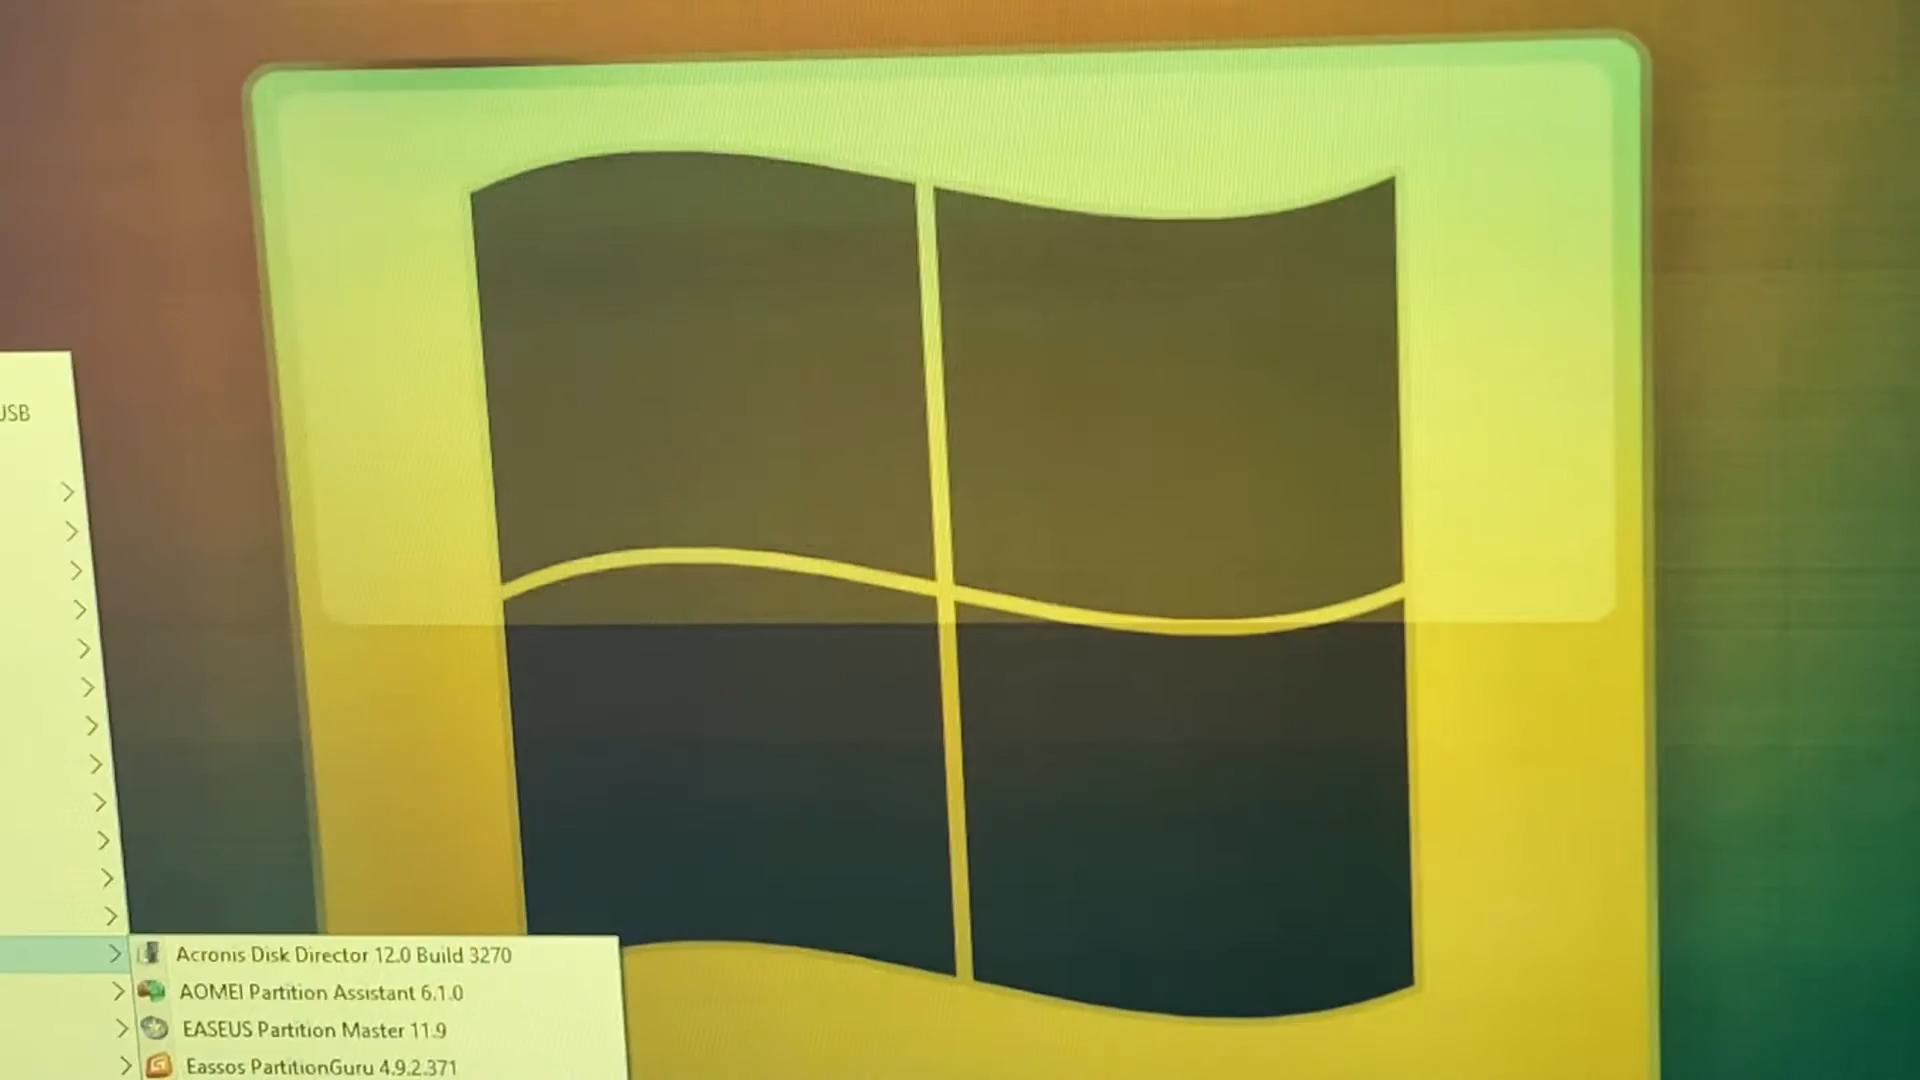 USB
Acronis Disk Director 12.0 Build 3270
AOMEI Partition Assistant 6.1.0
EASEUS Partition Master 11.9
Eassos PartitionGuru 4.9.2.371